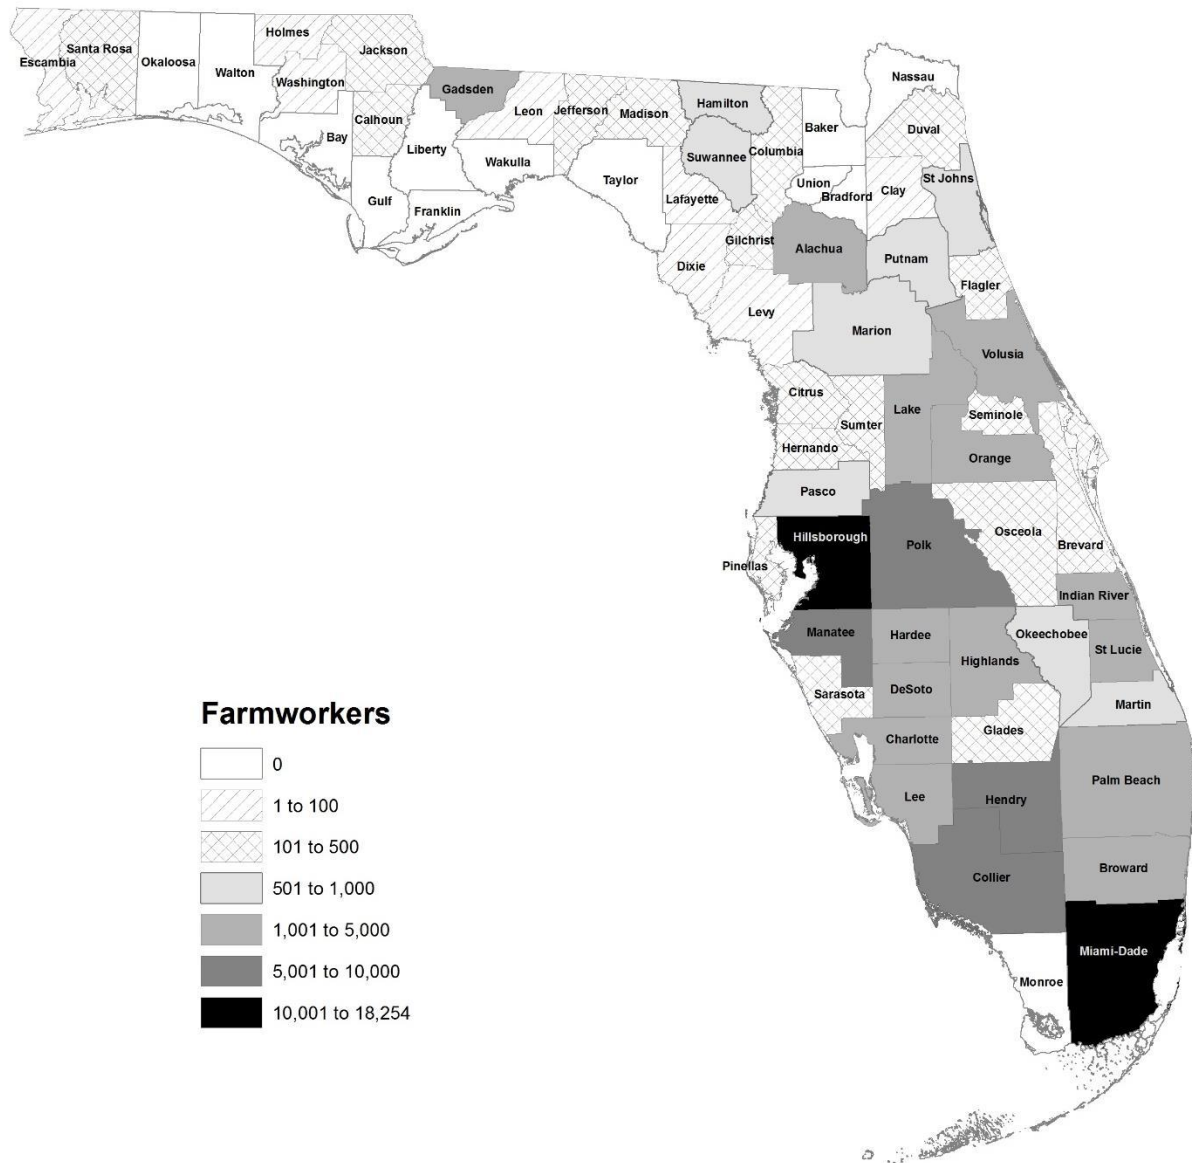 Holmes
Santa Rosa
Jackson
Escambia
Okaloosa
Walton
Washington
Gadsden
Nassau
Hamilton
Leon
Jefferson
Madison
Calhoun
Baker
Duval
Bay
Liberty
Columbia
Suwannee
Wakulla
Taylor
Union
St Johns
Clay
Bradford
Lafayette
Gulf
Franklin
Gilchrist
Alachua
Putnam
Dixie
Flagler
Levy
Marion
Volusia
Citrus
Lake
Seminole
Sumter
Hernando
Orange
Pasco
Osceola
Hillsborough
Polk
Brevard
Pinellas
Indian River
Manatee
Hardee
Okeechobee
St Lucie
Highlands
DeSoto
Sarasota
Martin
Glades
Charlotte
Palm Beach
Lee
Hendry
Broward
Collier
Miami-Dade
Monroe
Farmworkers
0
1 to 100
101 to 500
501 to 1,000
1,001 to 5,000
5,001 to 10,000
10,001 to 18,254